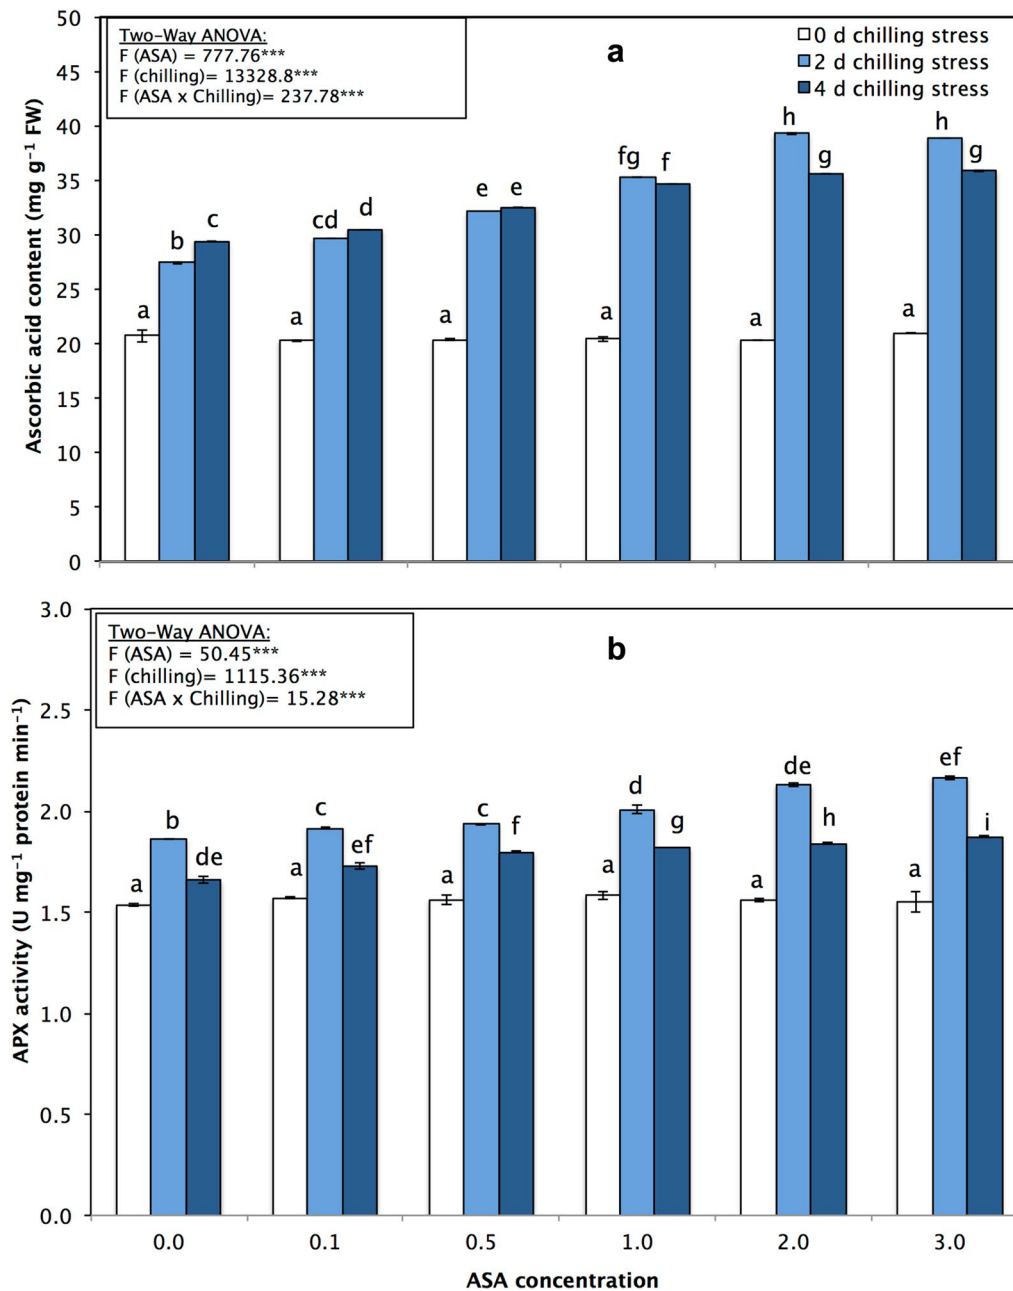 50
45
40
35
30
25
20
15
10
5
0
Ascorbic acid content (mg g⁻¹ FW)
Two-Way ANOVA:
F (ASA) = 777.76***
F (chilling)= 13328.8***
F (ASA x Chilling)= 237.78***
a
0 d chilling stress
2 d chilling stress
4 d chilling stress
a b c
a cd d
a e e
a fg f
a h g
a h g
3.0
2.5
2.0
1.5
1.0
0.5
0.0
APX activity (U mg⁻¹ protein min⁻¹)
Two-Way ANOVA:
F (ASA) = 50.45***
F (chilling)= 1115.36***
F (ASA x Chilling)= 15.28***
b
a b de
a c ef
a c f
a d g
a de h
a ef i
0.0 0.1 0.5 1.0 2.0 3.0
ASA concentration